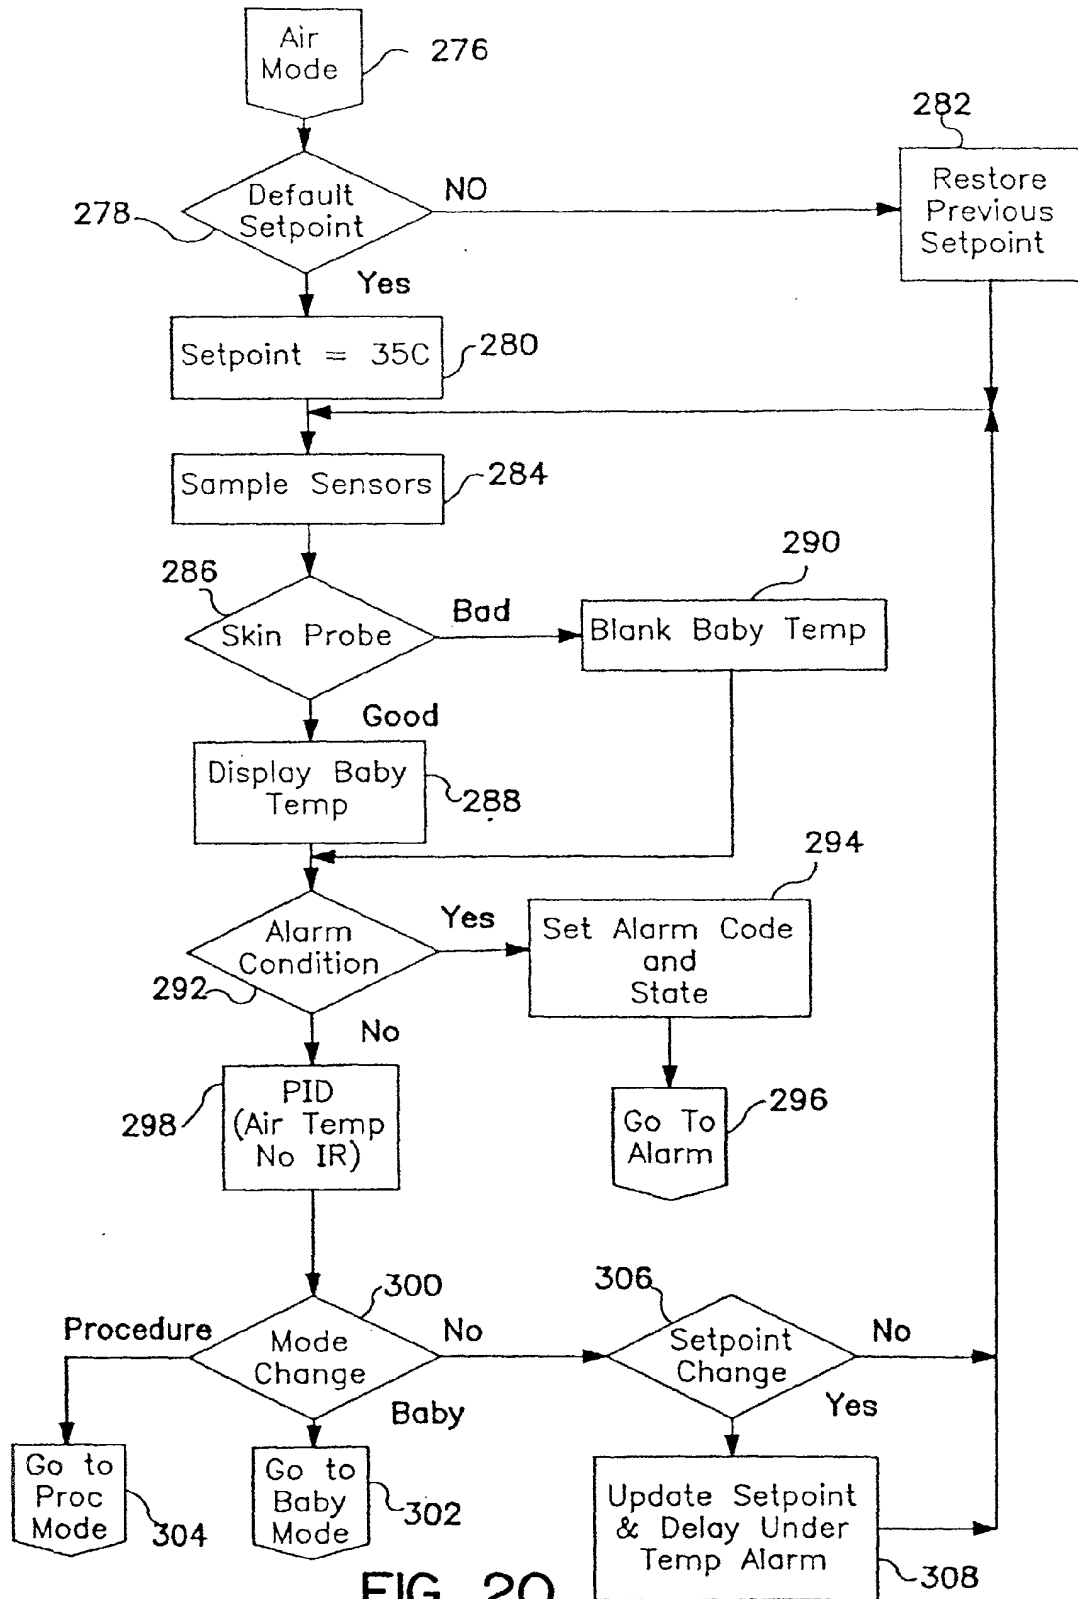 Air
Mode
276
282
Default
Setpoint
NO
278
Restore
Previous
Setpoint
Yes
Setpoint = 35C
280
Sample Sensors
284
286
290
Skin Probe
Bad
Blank Baby Temp
Good
Display Baby
Temp
288
294
Alarm
Condition
Yes
292
Set Alarm Code
and
State
No
PID
(Air Temp
No IR)
298
Go To
Alarm
296
300
306
Procedure
Mode
Change
No
Setpoint
Change
No
Baby
Yes
Go to
Proc
Mode
304
Go to
Baby
Mode
302
Update Setpoint
& Delay Under
Temp Alarm
308
FIG. 20